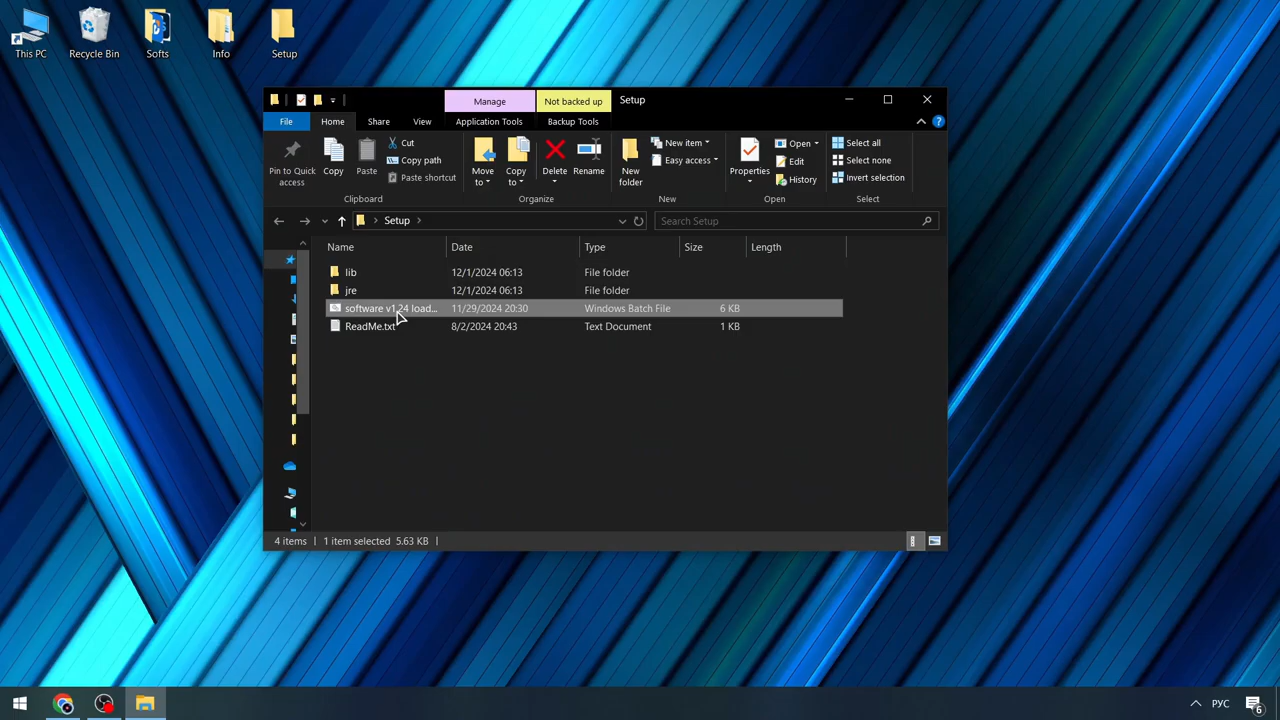 This PC
Recycle Bin
Softs
Info
Setup
Manage
Not backed up
Setup
File
Home
Share
View
Application Tools
Backup Tools
Pin to Quick access
Copy
Paste
Cut
Copy path
Paste shortcut
Move to
Copy to
Delete
Rename
New folder
New item
Easy access
Properties
Open
Edit
History
Select all
Select none
Invert selection
Clipboard
Organize
New
Open
Select
Setup
Search Setup
Name
Date
Type
Size
Length
lib 12/1/2024 06:13 File folder
jre 12/1/2024 06:13 File folder
software v1.24 load... 11/29/2024 20:30 Windows Batch File 6 KB
ReadMe.txt 8/2/2024 20:43 Text Document 1 KB
4 items 1 item selected 5.63 KB
РУС
6